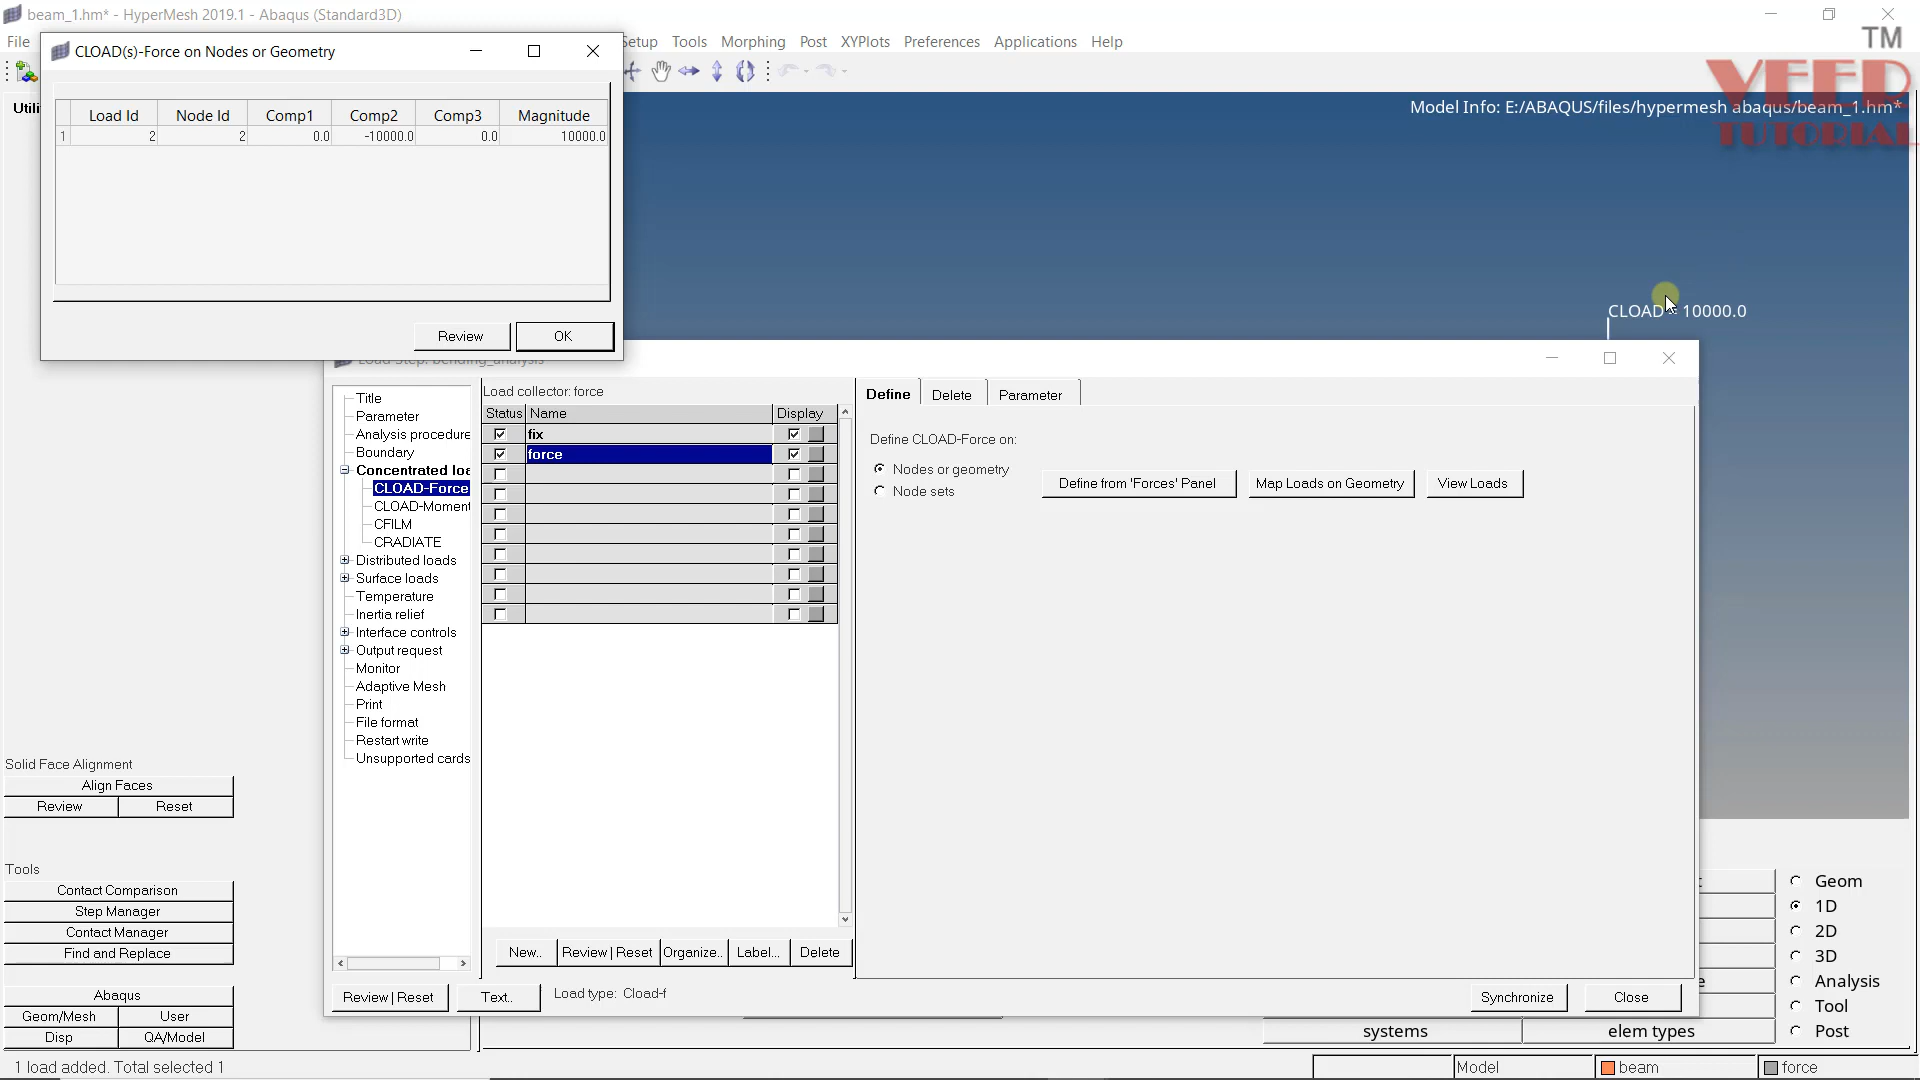 beam_1.hm* - HyperMesh 2019.1 - Abaqus (Standard3D)
TM
File
Setup Tools Morphing Post XYPlots Preferences Applications Help
VEER
TUTORIAL
Model Info: E:/ABAQUS/files/hypermesh abaqus/beam_1.hm*
CLOAD(s)-Force on Nodes or Geometry
Utili
Load Id Node Id Comp1 Comp2 Comp3 Magnitude
1 2 2 0.0 -10000.0 0.0 10000.0
Review OK
CLOAD 10000.0
Load Step: bending_analysis
Title
Parameter
Analysis procedure
Boundary
Concentrated loa
CLOAD-Force
CLOAD-Moment
CFILM
CRADIATE
Distributed loads
Surface loads
Temperature
Inertia relief
Interface controls
Output request
Monitor
Adaptive Mesh
Print
File format
Restart write
Unsupported cards
Load collector: force
Status Name Display
fix
force
New.. Review | Reset Organize.. Label... Delete
Define Delete Parameter
Define CLOAD-Force on:
Nodes or geometry
Node sets
Define from 'Forces' Panel Map Loads on Geometry View Loads
Review | Reset Text.. Load type: Cload-f
Synchronize Close
Solid Face Alignment
Align Faces
Review Reset
Tools
Contact Comparison
Step Manager
Contact Manager
Find and Replace
Abaqus
Geom/Mesh User
Disp QA/Model
Geom
1D
2D
3D
Analysis
Tool
Post
systems elem types
1 load added. Total selected 1
Model beam force